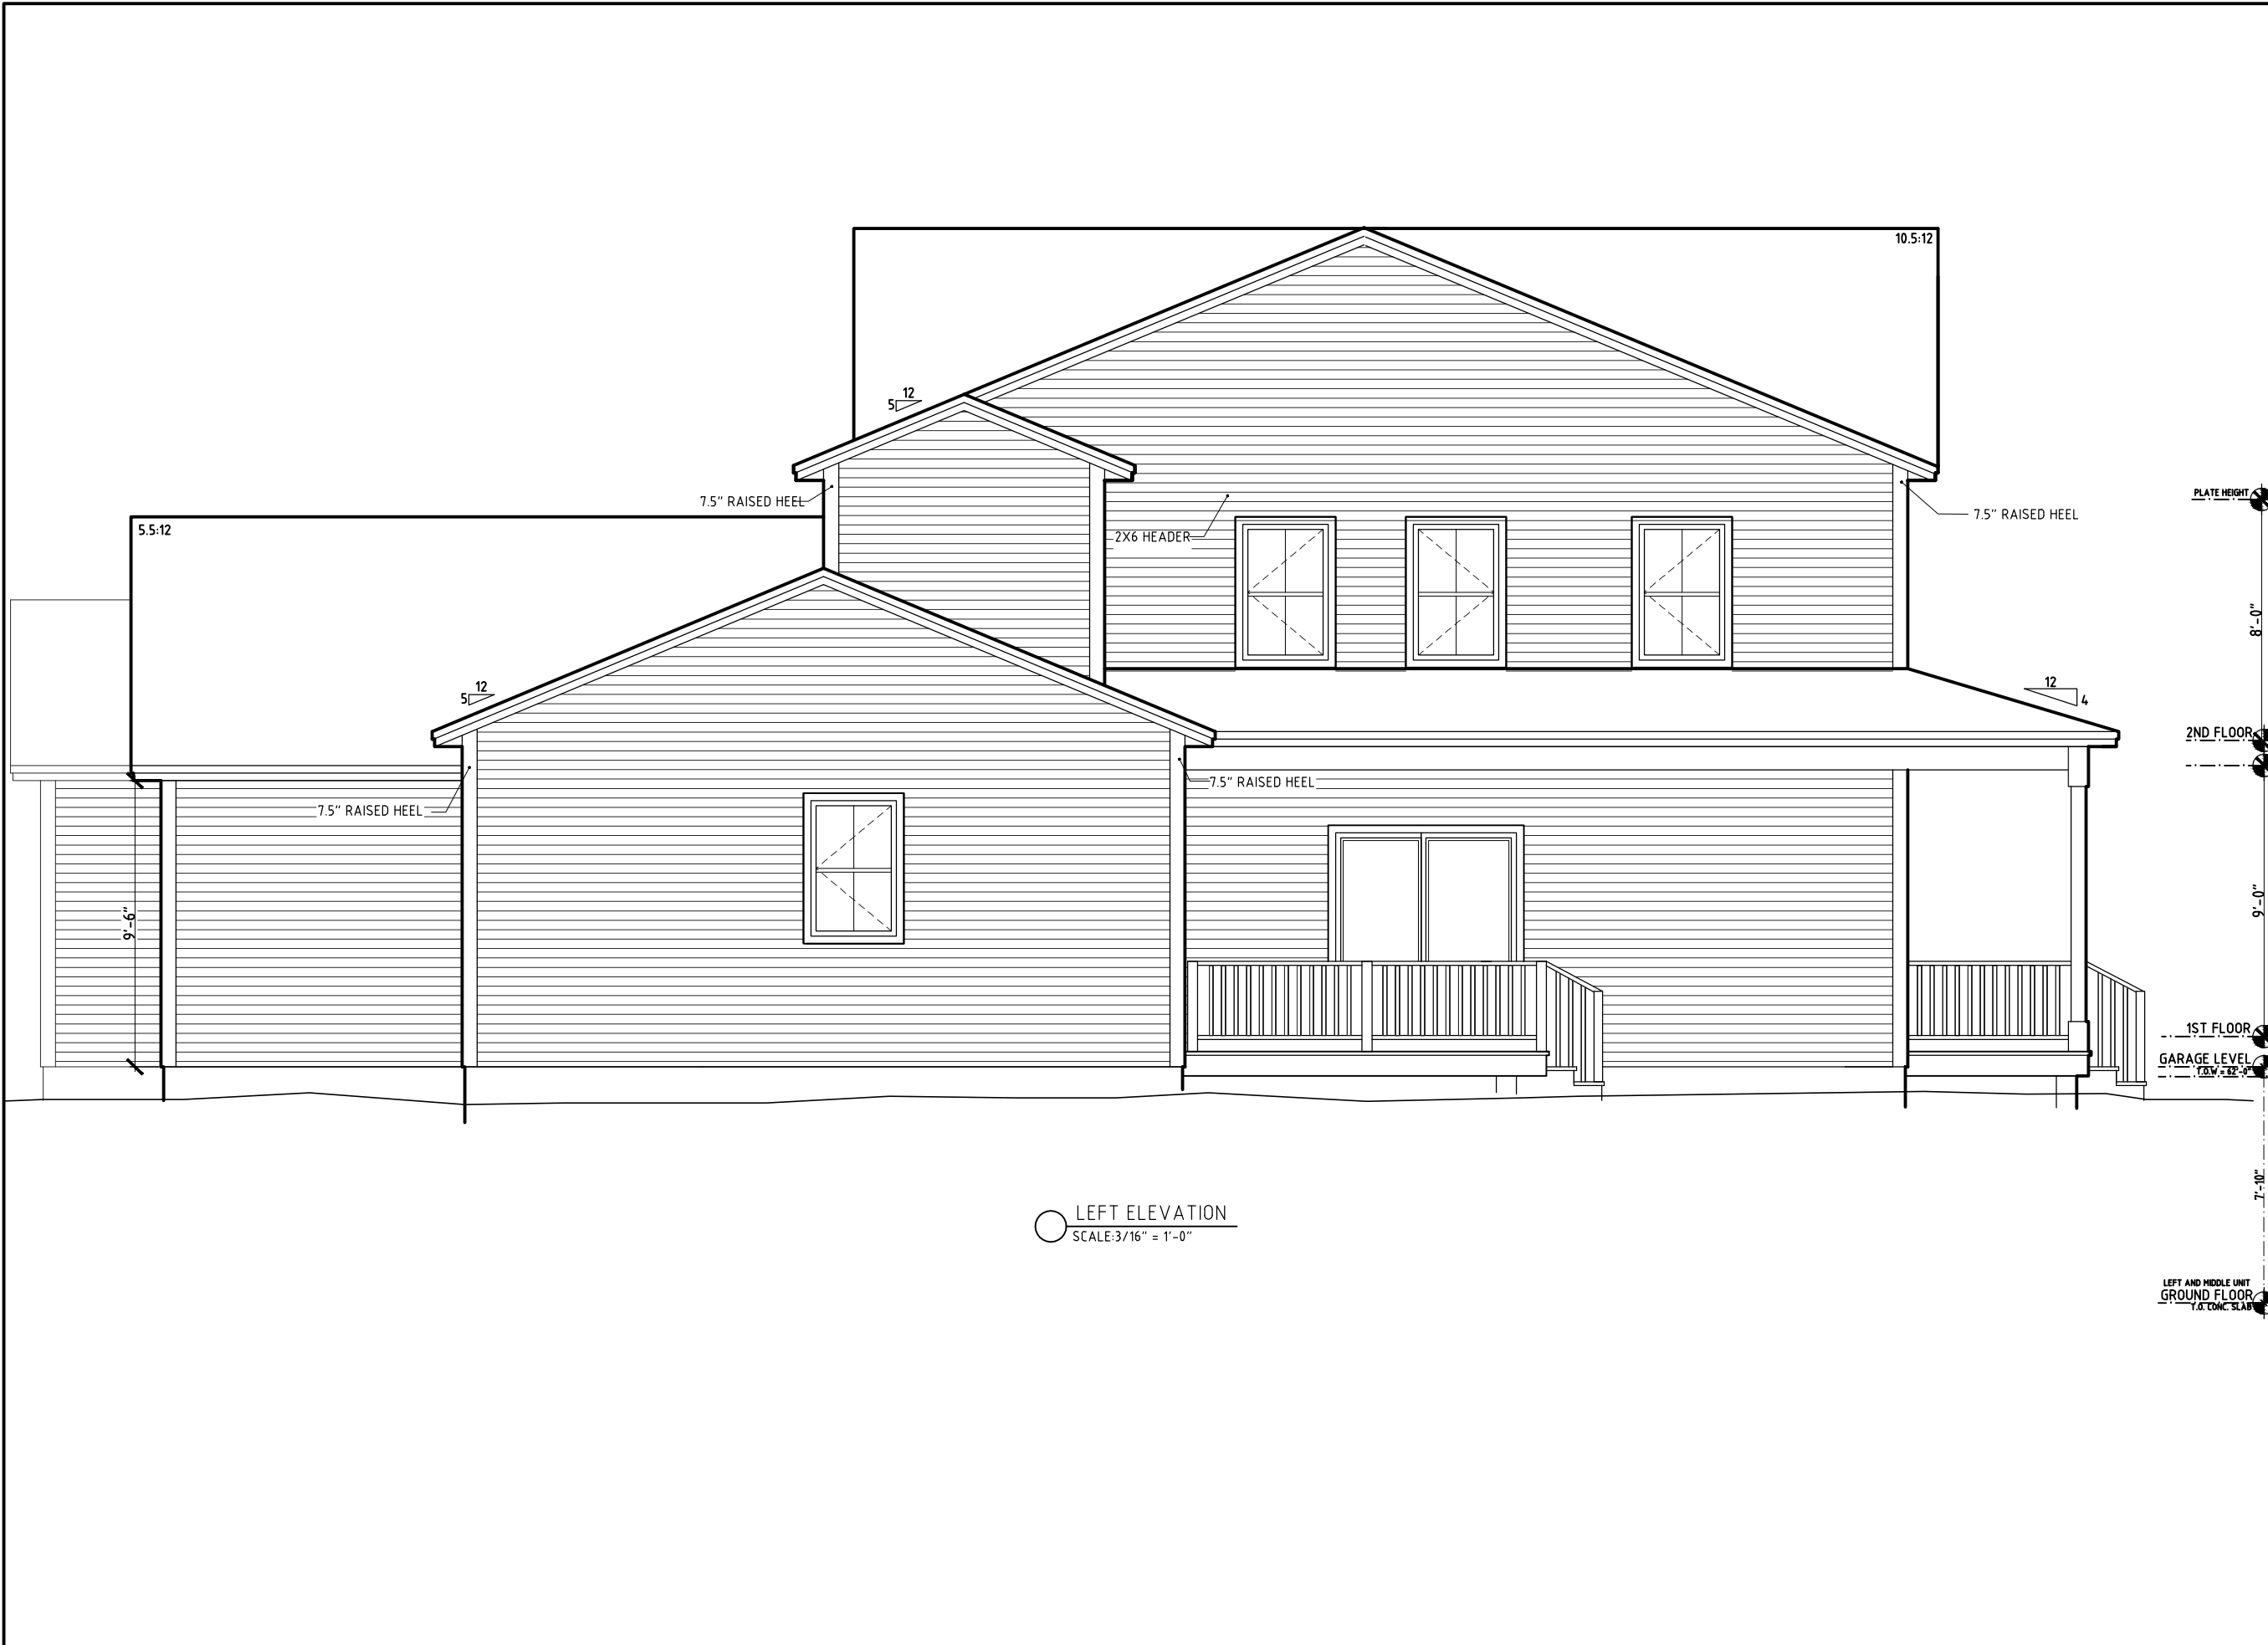 10.5:12
12
5
7.5" RAISED HEEL
2X6 HEADER
7.5" RAISED HEEL
PLATE HEIGHT
5.5:12
8'-0"
12
5
12
4
2ND FLOOR
7.5" RAISED HEEL
7.5" RAISED HEEL
9'-6"
9'-0"
1ST FLOOR
GARAGE LEVEL
T.O.W = 62'-0"
7'-10"
LEFT ELEVATION
SCALE:3/16" = 1'-0"
LEFT AND MIDDLE UNIT
GROUND FLOOR
T.O. CONC. SLAB